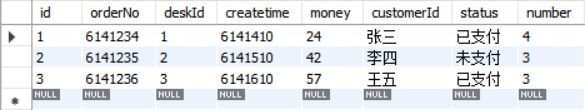 id orderNo deskId createtime money customerId status number
1 6141234 1 6141410 24 张三 已支付 4
2 6141235 2 6141510 42 李四 未支付 3
3 6141236 3 6141610 57 王五 已支付 3
NULL NULL NULL NULL NULL NULL NULL NULL